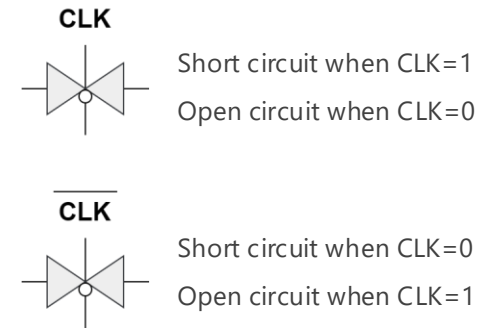 CLK
Short circuit when CLK=1
Open circuit when CLK=0
C̅L̅K̅
Short circuit when CLK=0
Open circuit when CLK=1